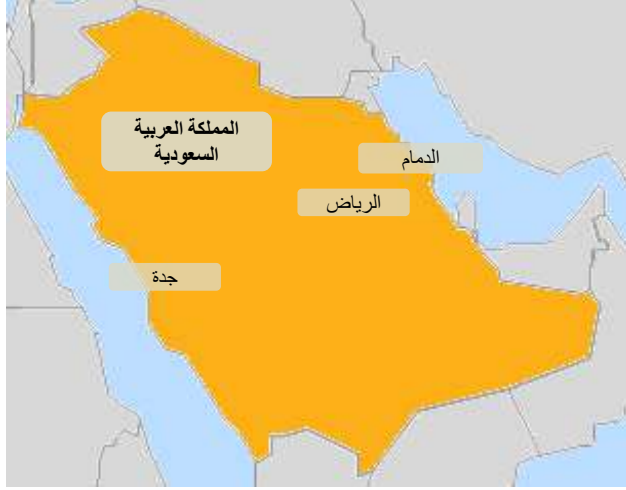 المملكة العربية
السعودية
الدمام
الرياض
جدة